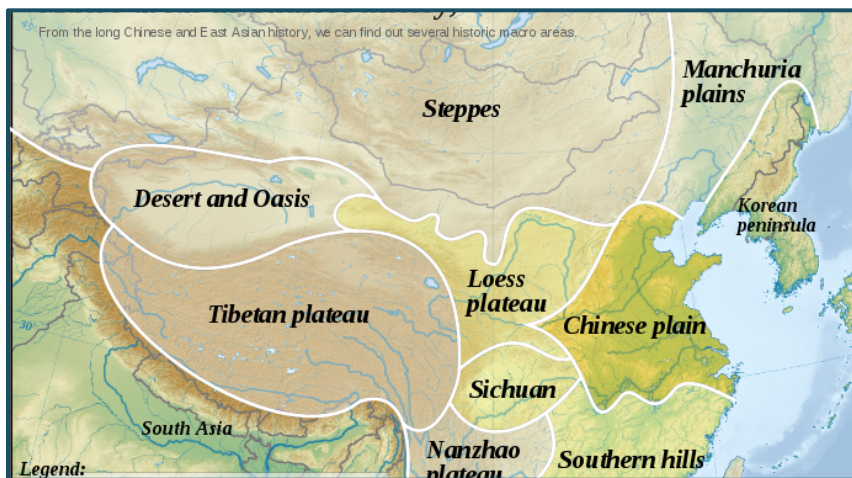 From the long Chinese and East Asian history, we can find out several historic macro areas.
Manchuria
plains
Steppes
Desert and Oasis
Korean
peninsula
Loess
plateau
Tibetan plateau
Chinese plain
30°
Sichuan
South Asia
Nanzhao
plateau
Southern hills
Legend: